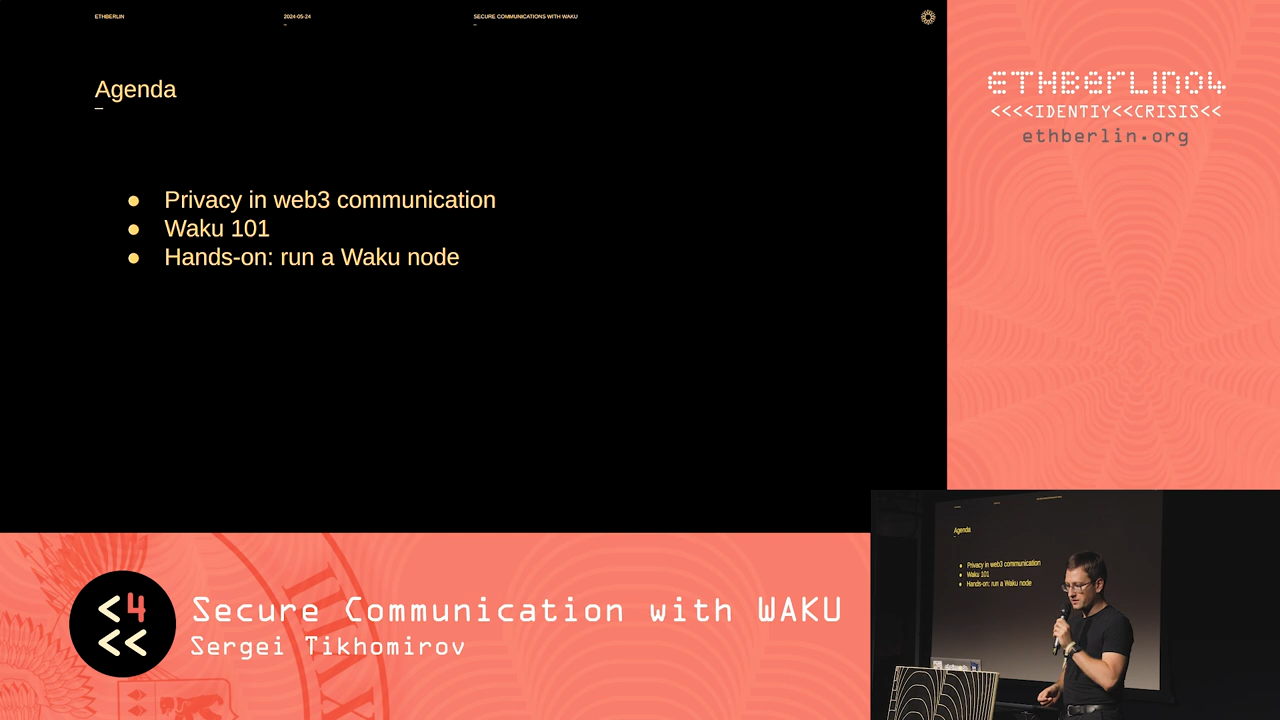 ETHBERLIN
2024-05-24
SECURE COMMUNICATIONS WITH WAKU
Agenda
● Privacy in web3 communication
● Waku 101
● Hands-on: run a Waku node
ETHBerlin04
<<<<IDENTIY<<CRISIS<<
ethberlin.org
<4
<<
Secure Communication with WAKU
Sergei Tikhomirov
Agenda
● Privacy in web3 communication
● Waku 101
● Hands-on: run a Waku node